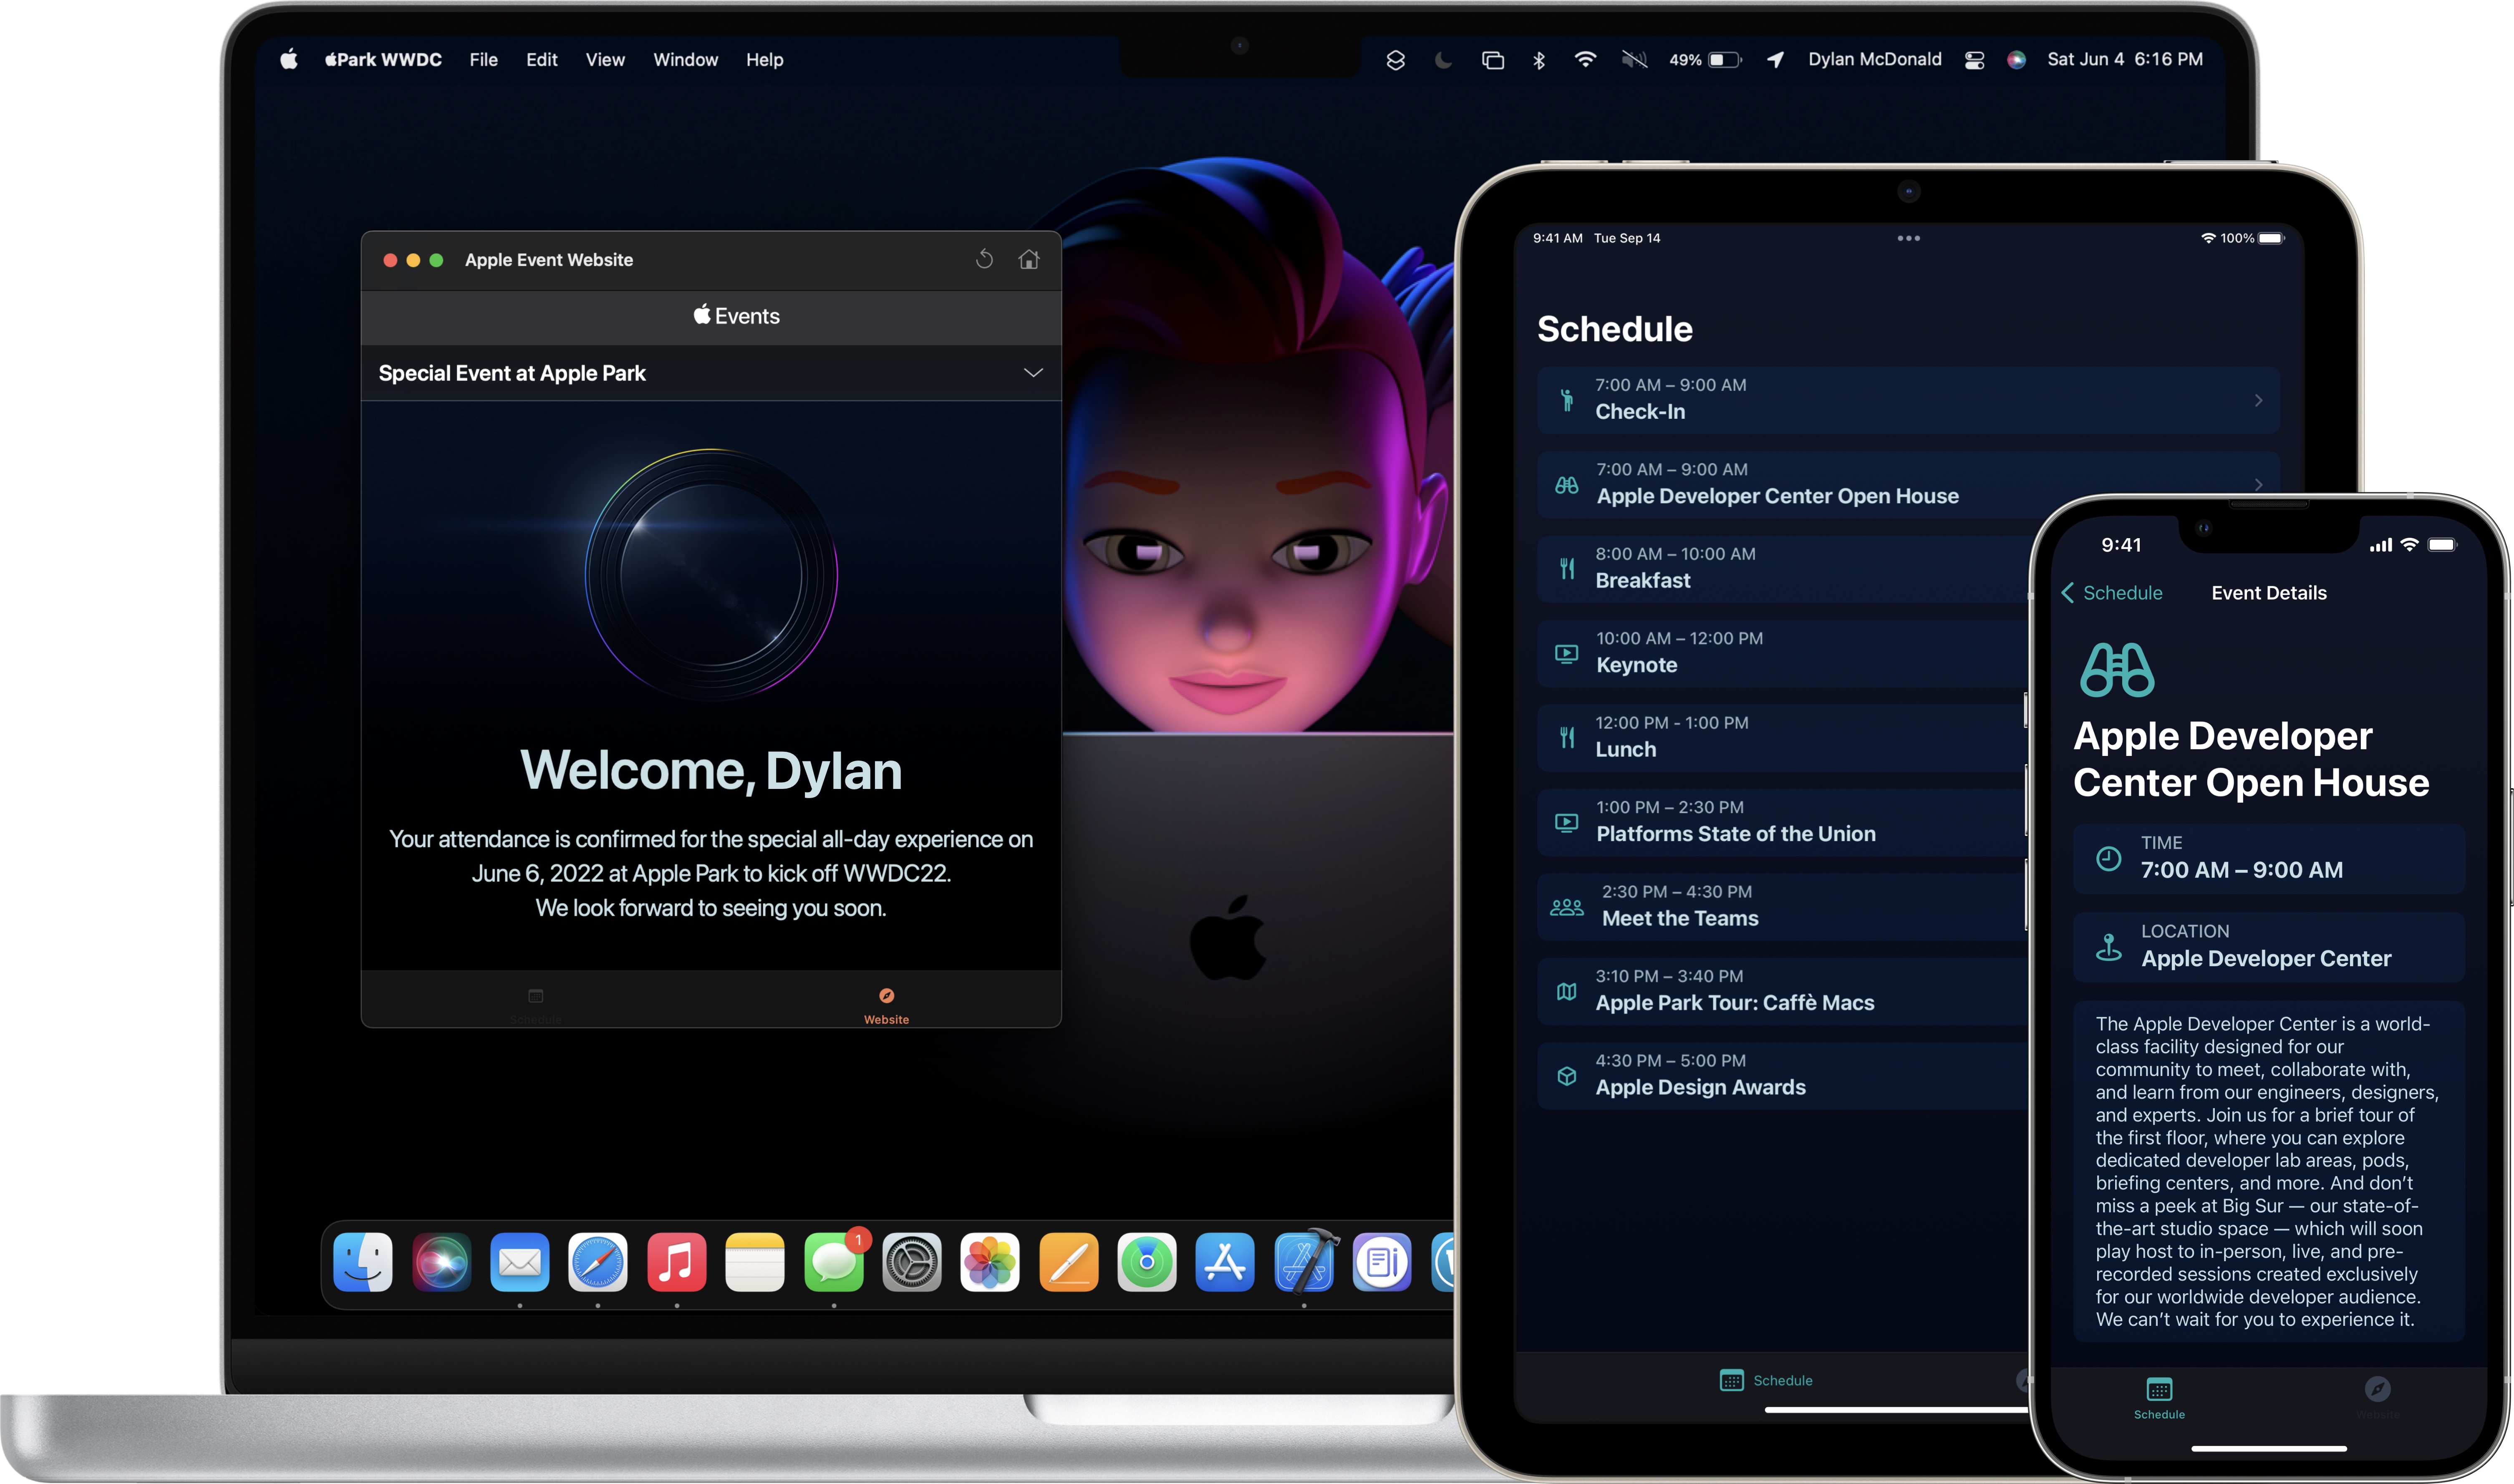 Park WWDC File Edit View Window Help
49% Dylan McDonald Sat Jun 4 6:16 PM
Apple Event Website
Events
Special Event at Apple Park
Welcome, Dylan
Your attendance is confirmed for the special all-day experience on
June 6, 2022 at Apple Park to kick off WWDC22.
We look forward to seeing you soon.
Schedule
Website
1
9:41 AM Tue Sep 14
100%
Schedule
7:00 AM – 9:00 AM
Check-In
7:00 AM – 9:00 AM
Apple Developer Center Open House
8:00 AM – 10:00 AM
Breakfast
10:00 AM – 12:00 PM
Keynote
12:00 PM - 1:00 PM
Lunch
1:00 PM – 2:30 PM
Platforms State of the Union
2:30 PM – 4:30 PM
Meet the Teams
3:10 PM – 3:40 PM
Apple Park Tour: Caffè Macs
4:30 PM – 5:00 PM
Apple Design Awards
Schedule
9:41
Schedule Event Details
Apple Developer
Center Open House
TIME
7:00 AM – 9:00 AM
LOCATION
Apple Developer Center
The Apple Developer Center is a world-
class facility designed for our
community to meet, collaborate with,
and learn from our engineers, designers,
and experts. Join us for a brief tour of
the first floor, where you can explore
dedicated developer lab areas, pods,
briefing centers, and more. And don't
miss a peek at Big Sur — our state-of-
the-art studio space — which will soon
play host to in-person, live, and pre-
recorded sessions created exclusively
for our worldwide developer audience.
We can't wait for you to experience it.
Schedule
Website